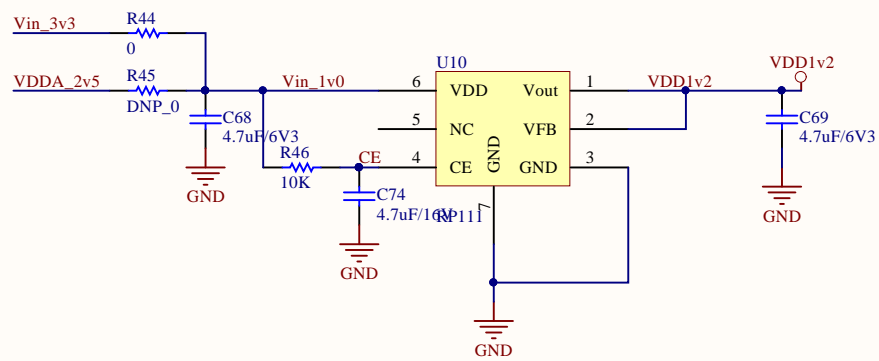 Vin_3v3
R44
0
VDDA_2v5
R45
DNP_0
Vin_1v0
C68
4.7uF/6V3
GND
R46
10K
CE
C74
4.7uF/16V
GND
U10
6
VDD
Vout
1
5
NC
VFB
2
4
CE
GND
GND
3
7
RP111
GND
VDD1v2
VDD1v2
C69
4.7uF/6V3
GND